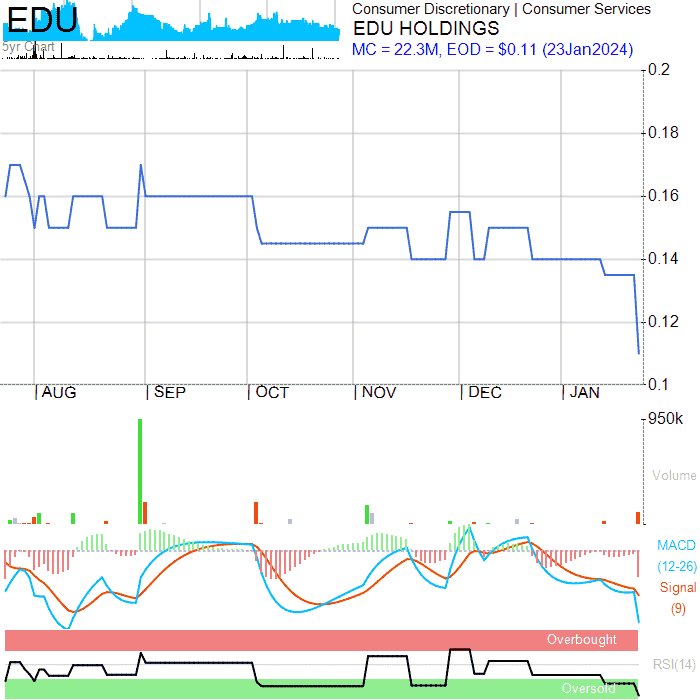 EDU
5yr Chart
Consumer Discretionary | Consumer Services
EDU HOLDINGS
MC = 22.3M, EOD = $0.11 (23Jan2024)
0.2
0.18
0.16
0.14
0.12
0.1
AUG SEP OCT NOV DEC JAN
950k
Volume
MACD
(12-26)
Signal
(9)
Overbought
RSI(14)
Oversold